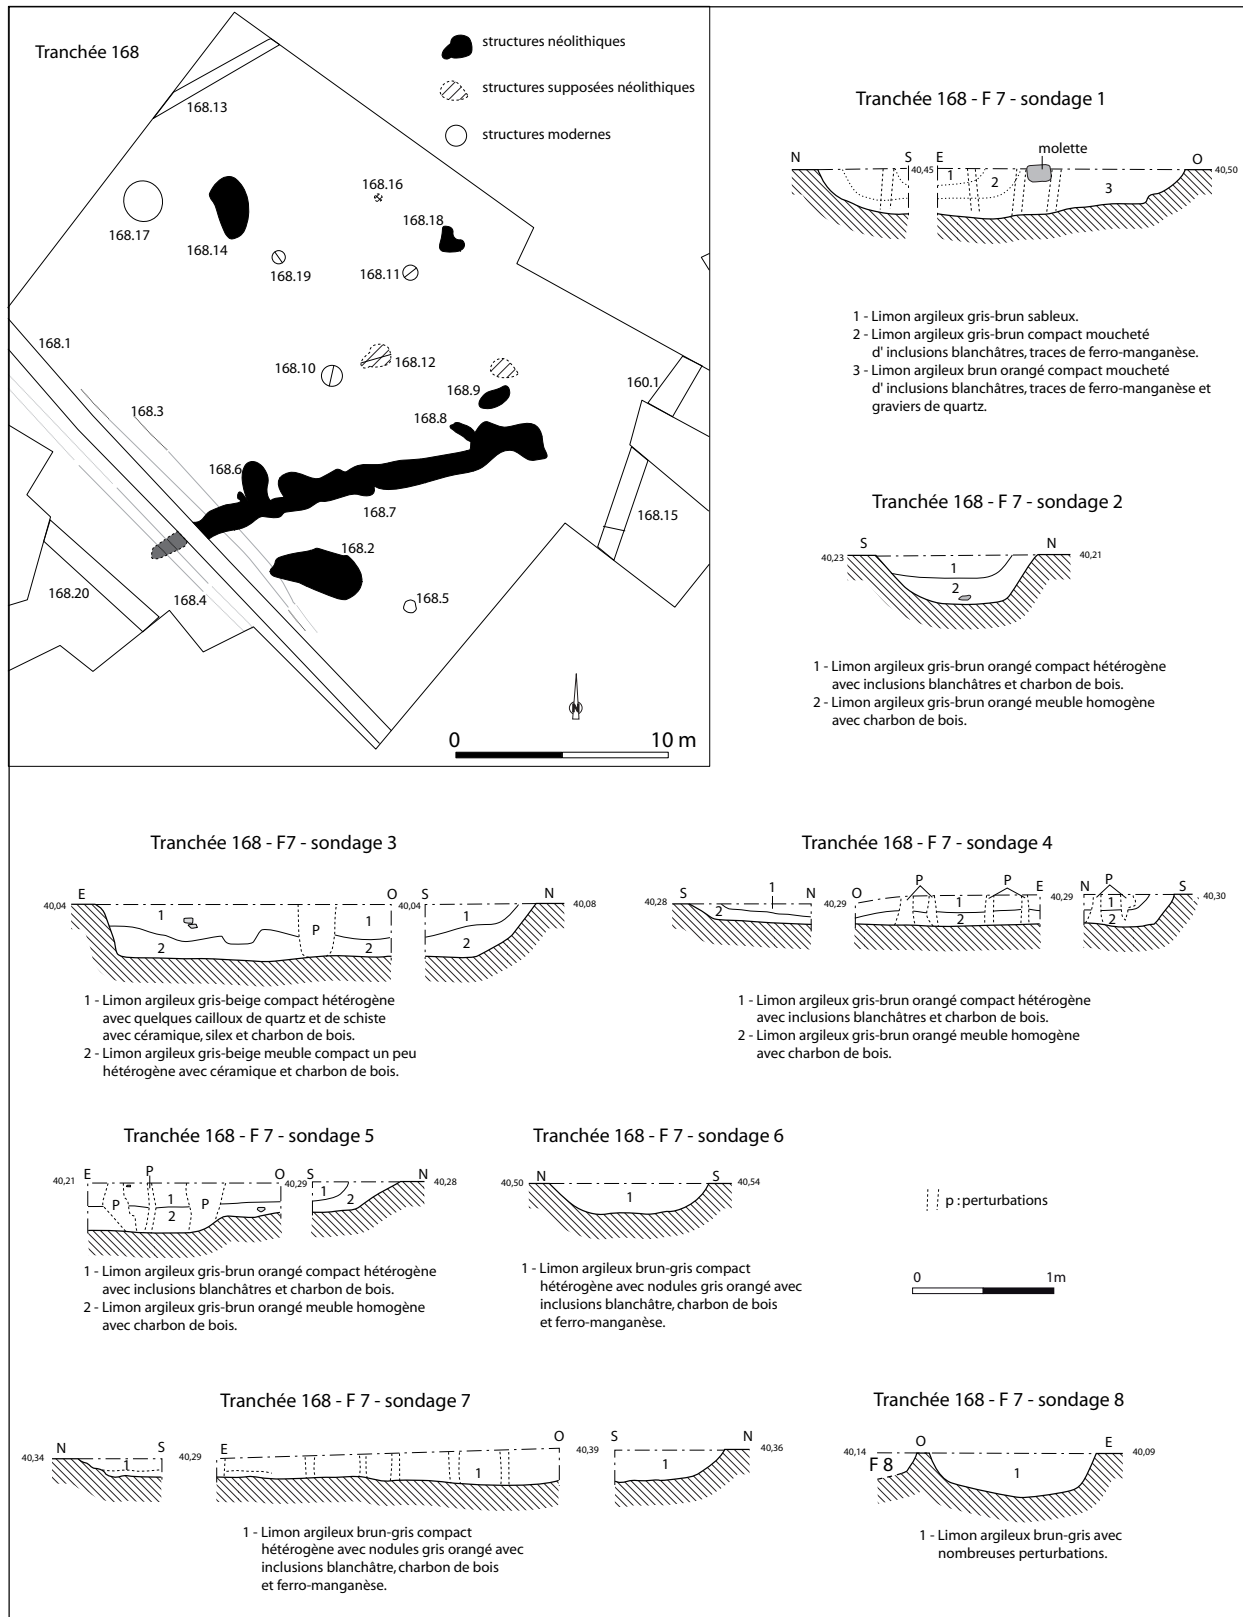 Tranchée 168
structures néolithiques
structures supposées néolithiques
structures modernes
168.13
168.17
168.14
168.16
168.18
168.19
168.11
168.1
168.10
168.12
168.9
168.3
168.8
160.1
168.6
168.7
168.15
168.2
168.20
168.4
168.5
N
0 10 m
Tranchée 168 - F 7 - sondage 1
molette
N S E O
40,45 40,50
1 2 3
1 - Limon argileux gris-brun sableux.
2 - Limon argileux gris-brun compact moucheté
d' inclusions blanchâtres, traces de ferro-manganèse.
3 - Limon argileux brun orangé compact moucheté
d' inclusions blanchâtres, traces de ferro-manganèse et
graviers de quartz.
Tranchée 168 - F 7 - sondage 2
S N
40,23 40,21
1
2
1 - Limon argileux gris-brun orangé compact hétérogène
avec inclusions blanchâtres et charbon de bois.
2 - Limon argileux gris-brun orangé meuble homogène
avec charbon de bois.
Tranchée 168 - F7 - sondage 3
E O S N
40,04 40,04 40,08
1 P 1 1
2 2 2
1 - Limon argileux gris-beige compact hétérogène
avec quelques cailloux de quartz et de schiste
avec céramique, silex et charbon de bois.
2 - Limon argileux gris-beige meuble compact un peu
hétérogène avec céramique et charbon de bois.
Tranchée 168 - F 7 - sondage 4
1 P P P
S N O E N S
40,28 40,29 40,29 40,30
2 1 1
2 2
1 - Limon argileux gris-brun orangé compact hétérogène
avec inclusions blanchâtres et charbon de bois.
2 - Limon argileux gris-brun orangé meuble homogène
avec charbon de bois.
Tranchée 168 - F 7 - sondage 5
E P O S N
40,21 40,29 40,28
P 1 P 1 2
2
1 - Limon argileux gris-brun orangé compact hétérogène
avec inclusions blanchâtres et charbon de bois.
2 - Limon argileux gris-brun orangé meuble homogène
avec charbon de bois.
Tranchée 168 - F 7 - sondage 6
N S
40,50 40,54
1
1 - Limon argileux brun-gris compact
hétérogène avec nodules gris orangé avec
inclusions blanchâtre, charbon de bois
et ferro-manganèse.
p : perturbations
0 1m
Tranchée 168 - F 7 - sondage 7
N S E O S N
40,34 40,29 40,39 40,36
1 1 1
1 - Limon argileux brun-gris compact
hétérogène avec nodules gris orangé avec
inclusions blanchâtre, charbon de bois
et ferro-manganèse.
Tranchée 168 - F 7 - sondage 8
O E
40,14 40,09
F 8 1
1 - Limon argileux brun-gris avec
nombreuses perturbations.